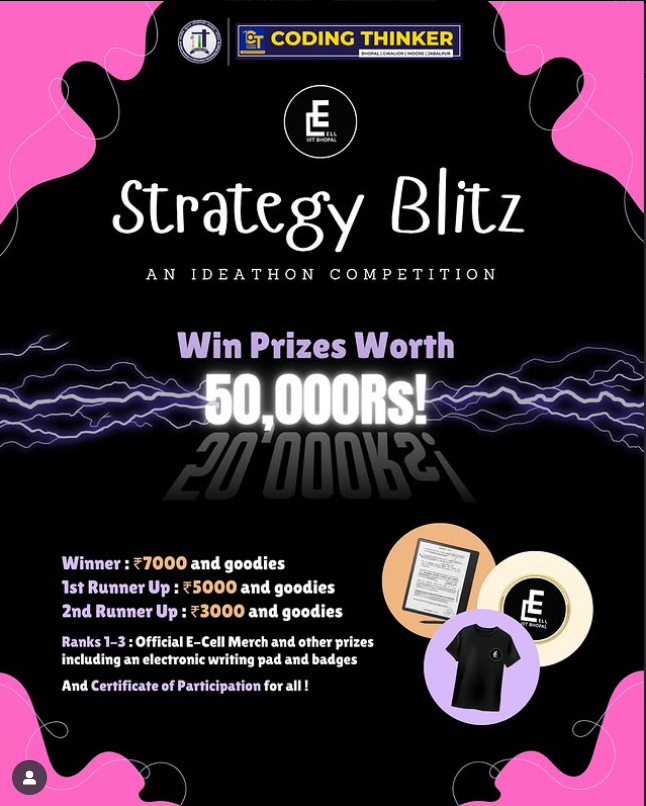 CODING THINKER
BHOPAL | GWALIOR | INDORE | JABALPUR
E
CELL
IIIT BHOPAL
Strategy Blitz
AN IDEATHON COMPETITION
Win Prizes Worth
50,000Rs!
Winner : ₹7000 and goodies
1st Runner Up : ₹5000 and goodies
2nd Runner Up : ₹3000 and goodies
Ranks 1-3 : Official E-Cell Merch and other prizes
including an electronic writing pad and badges
And Certificate of Participation for all !
E
CELL
IIIT BHOPAL